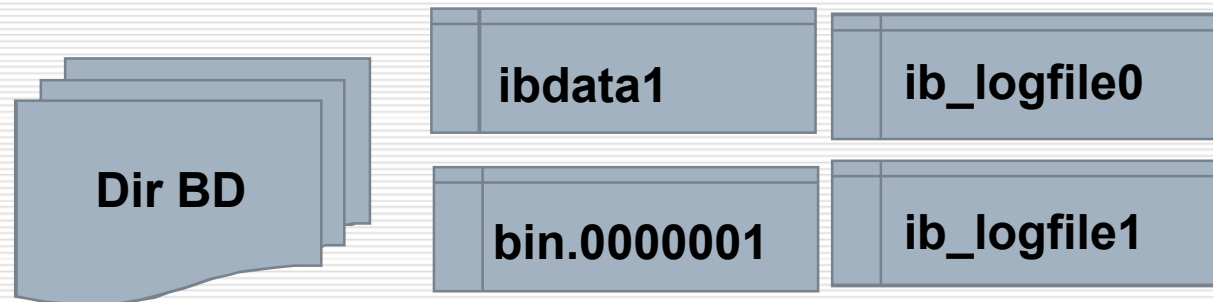 Dir BD
ibdata1
ib_logfile0
bin.0000001
ib_logfile1